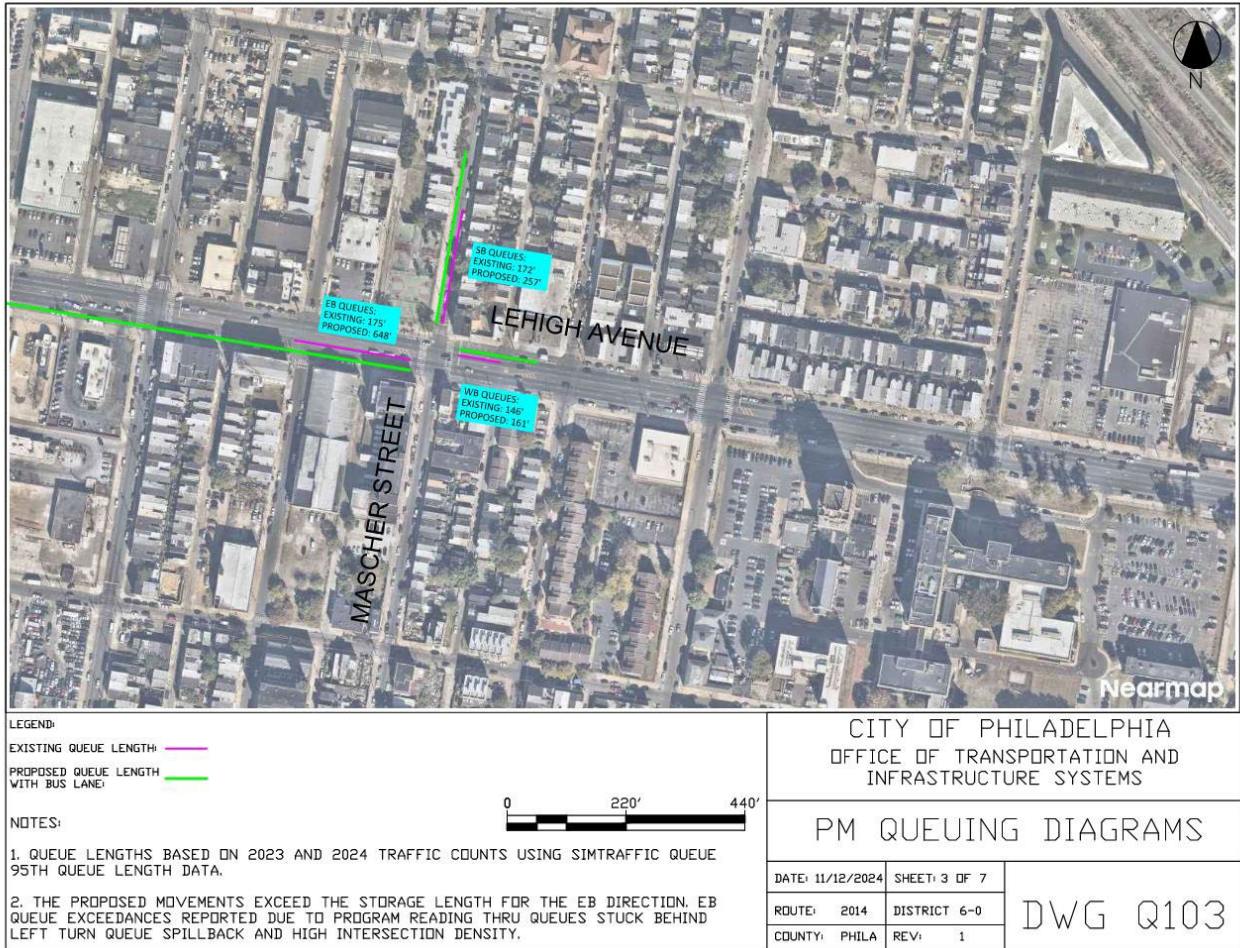 N
SB QUEUES:
EXISTING: 172'
PROPOSED: 257'
EB QUEUES:
EXISTING: 175'
PROPOSED: 648'
LEHIGH AVENUE
WB QUEUES:
EXISTING: 146'
PROPOSED: 161'
MASCHER STREET
Nearmap
LEGEND:
EXISTING QUEUE LENGTH:
PROPOSED QUEUE LENGTH
WITH BUS LANE:
0 220' 440'
NOTES:
1. QUEUE LENGTHS BASED ON 2023 AND 2024 TRAFFIC COUNTS USING SIMTRAFFIC QUEUE
95TH QUEUE LENGTH DATA.
2. THE PROPOSED MOVEMENTS EXCEED THE STORAGE LENGTH FOR THE EB DIRECTION. EB
QUEUE EXCEEDANCES REPORTED DUE TO PROGRAM READING THRU QUEUES STUCK BEHIND
LEFT TURN QUEUE SPILLBACK AND HIGH INTERSECTION DENSITY.
CITY OF PHILADELPHIA
OFFICE OF TRANSPORTATION AND
INFRASTRUCTURE SYSTEMS
PM QUEUING DIAGRAMS
DATE: 11/12/2024 SHEET: 3 OF 7
ROUTE: 2014 DISTRICT 6-0
COUNTY: PHILA REV: 1
DWG Q103